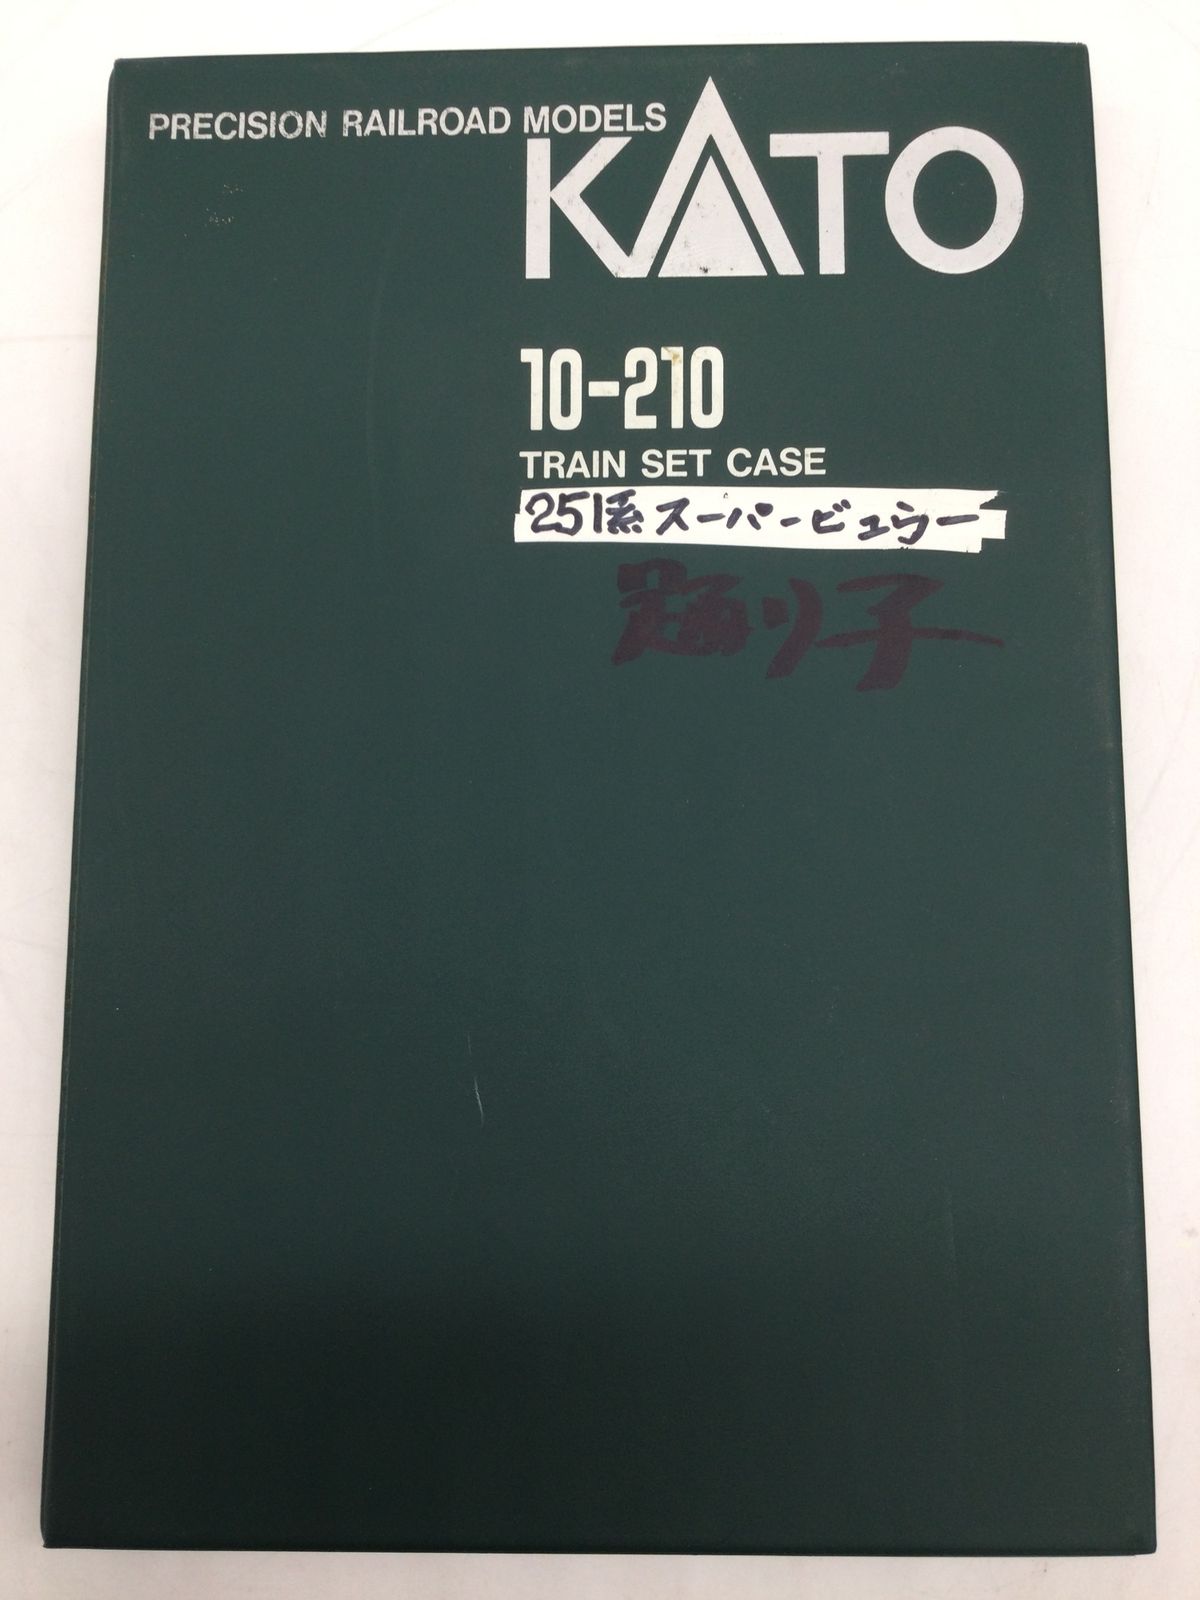 PRECISION RAILROAD MODELS
KATO
10-210
TRAIN SET CASE
251系スーパービュうー
踊り子